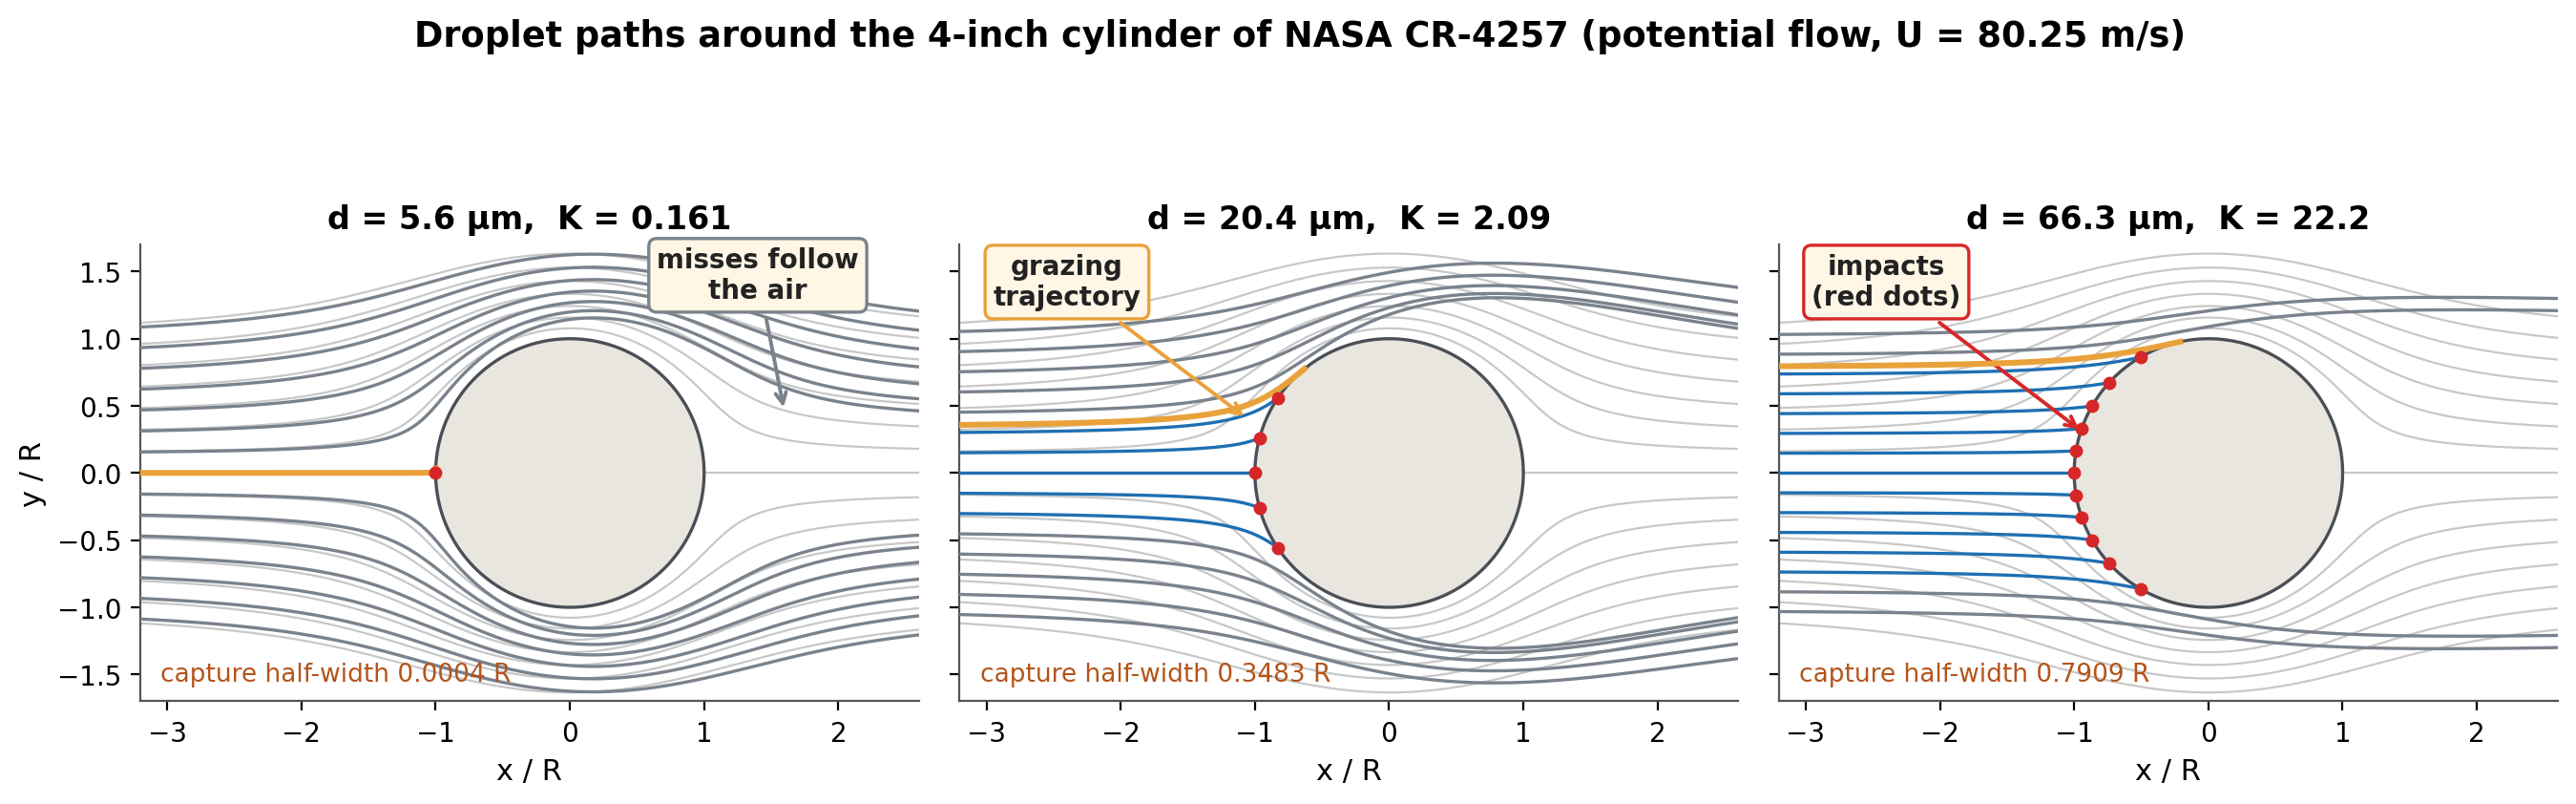 Droplet paths around the 4-inch cylinder of NASA CR-4257 (potential flow, U = 80.25 m/s)
d = 5.6 μm,  K = 0.161
misses follow
the air
1.5
1.0
0.5
0.0
−0.5
−1.0
−1.5
y / R
capture half-width 0.0004 R
−3
−2
−1
0
1
2
x / R
d = 20.4 μm,  K = 2.09
grazing
trajectory
capture half-width 0.3483 R
−3
−2
−1
0
1
2
x / R
d = 66.3 μm,  K = 22.2
impacts
(red dots)
capture half-width 0.7909 R
−3
−2
−1
0
1
2
x / R